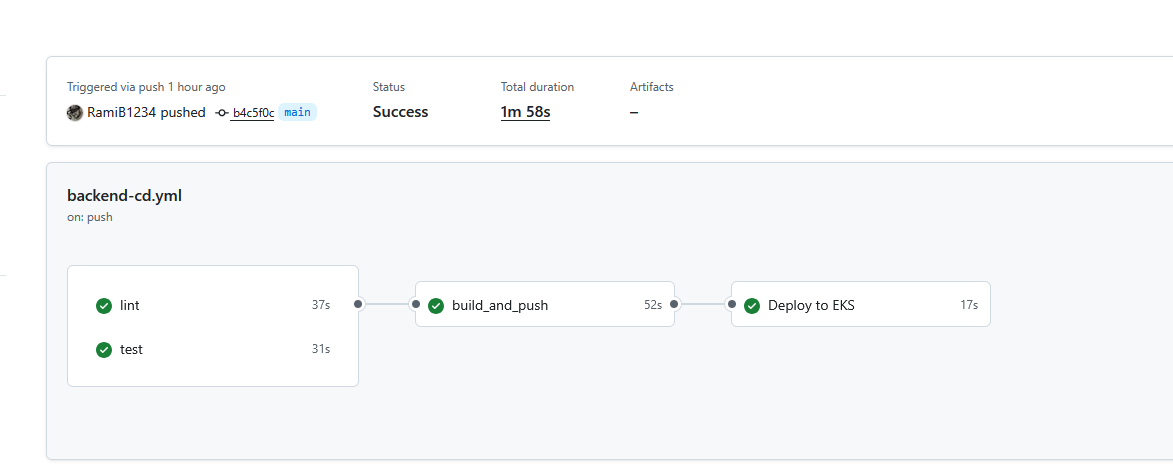 Triggered via push 1 hour ago
RamiB1234 pushed b4c5f0c main
Status
Success
Total duration
1m 58s
Artifacts
–
backend-cd.yml
on: push
lint 37s
test 31s
build_and_push 52s
Deploy to EKS 17s